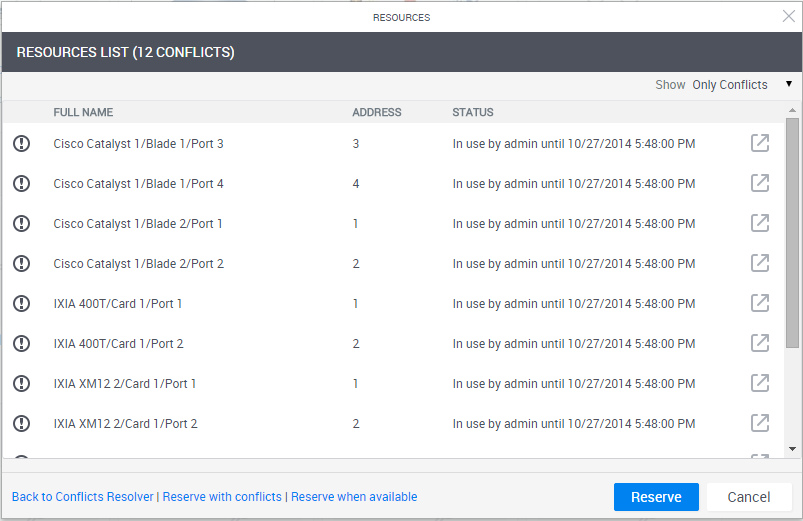 RESOURCES
RESOURCES LIST (12 CONFLICTS)
Show Only Conflicts
FULL NAME ADDRESS STATUS
Cisco Catalyst 1/Blade 1/Port 3 3 In use by admin until 10/27/2014 5:48:00 PM
Cisco Catalyst 1/Blade 1/Port 4 4 In use by admin until 10/27/2014 5:48:00 PM
Cisco Catalyst 1/Blade 2/Port 1 1 In use by admin until 10/27/2014 5:48:00 PM
Cisco Catalyst 1/Blade 2/Port 2 2 In use by admin until 10/27/2014 5:48:00 PM
IXIA 400T/Card 1/Port 1 1 In use by admin until 10/27/2014 5:48:00 PM
IXIA 400T/Card 1/Port 2 2 In use by admin until 10/27/2014 5:48:00 PM
IXIA XM12 2/Card 1/Port 1 1 In use by admin until 10/27/2014 5:48:00 PM
IXIA XM12 2/Card 1/Port 2 2 In use by admin until 10/27/2014 5:48:00 PM
Back to Conflicts Resolver | Reserve with conflicts | Reserve when available Reserve Cancel